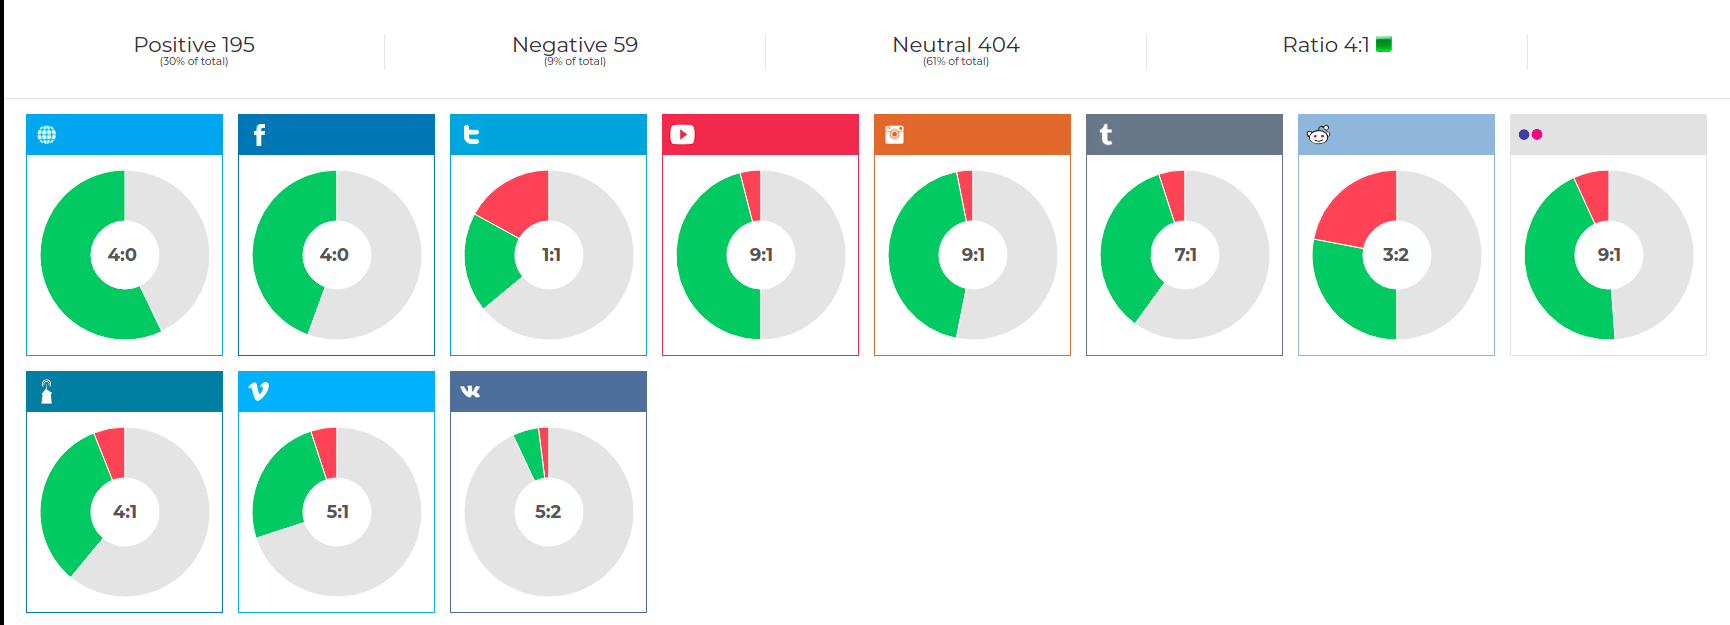 Positive 195
(30% of total)
Negative 59
(9% of total)
Neutral 404
(61% of total)
Ratio 4:1
4:0
4:0
1:1
9:1
9:1
7:1
3:2
9:1
4:1
5:1
5:2